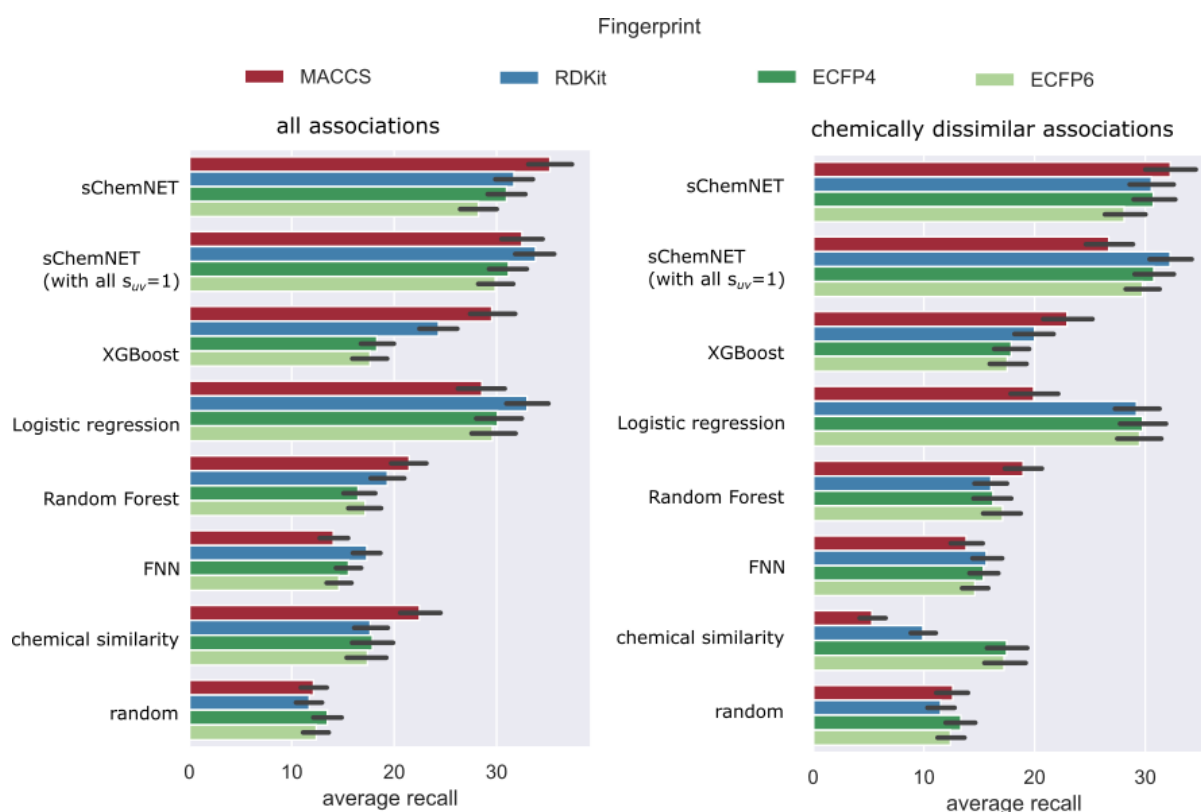 Fingerprint
MACCS RDKit ECFP4 ECFP6
all associations
sChemNET
sChemNET
(with all suv=1)
XGBoost
Logistic regression
Random Forest
FNN
chemical similarity
random
0 10 20 30
average recall
chemically dissimilar associations
sChemNET
sChemNET
(with all suv=1)
XGBoost
Logistic regression
Random Forest
FNN
chemical similarity
random
0 10 20 30
average recall